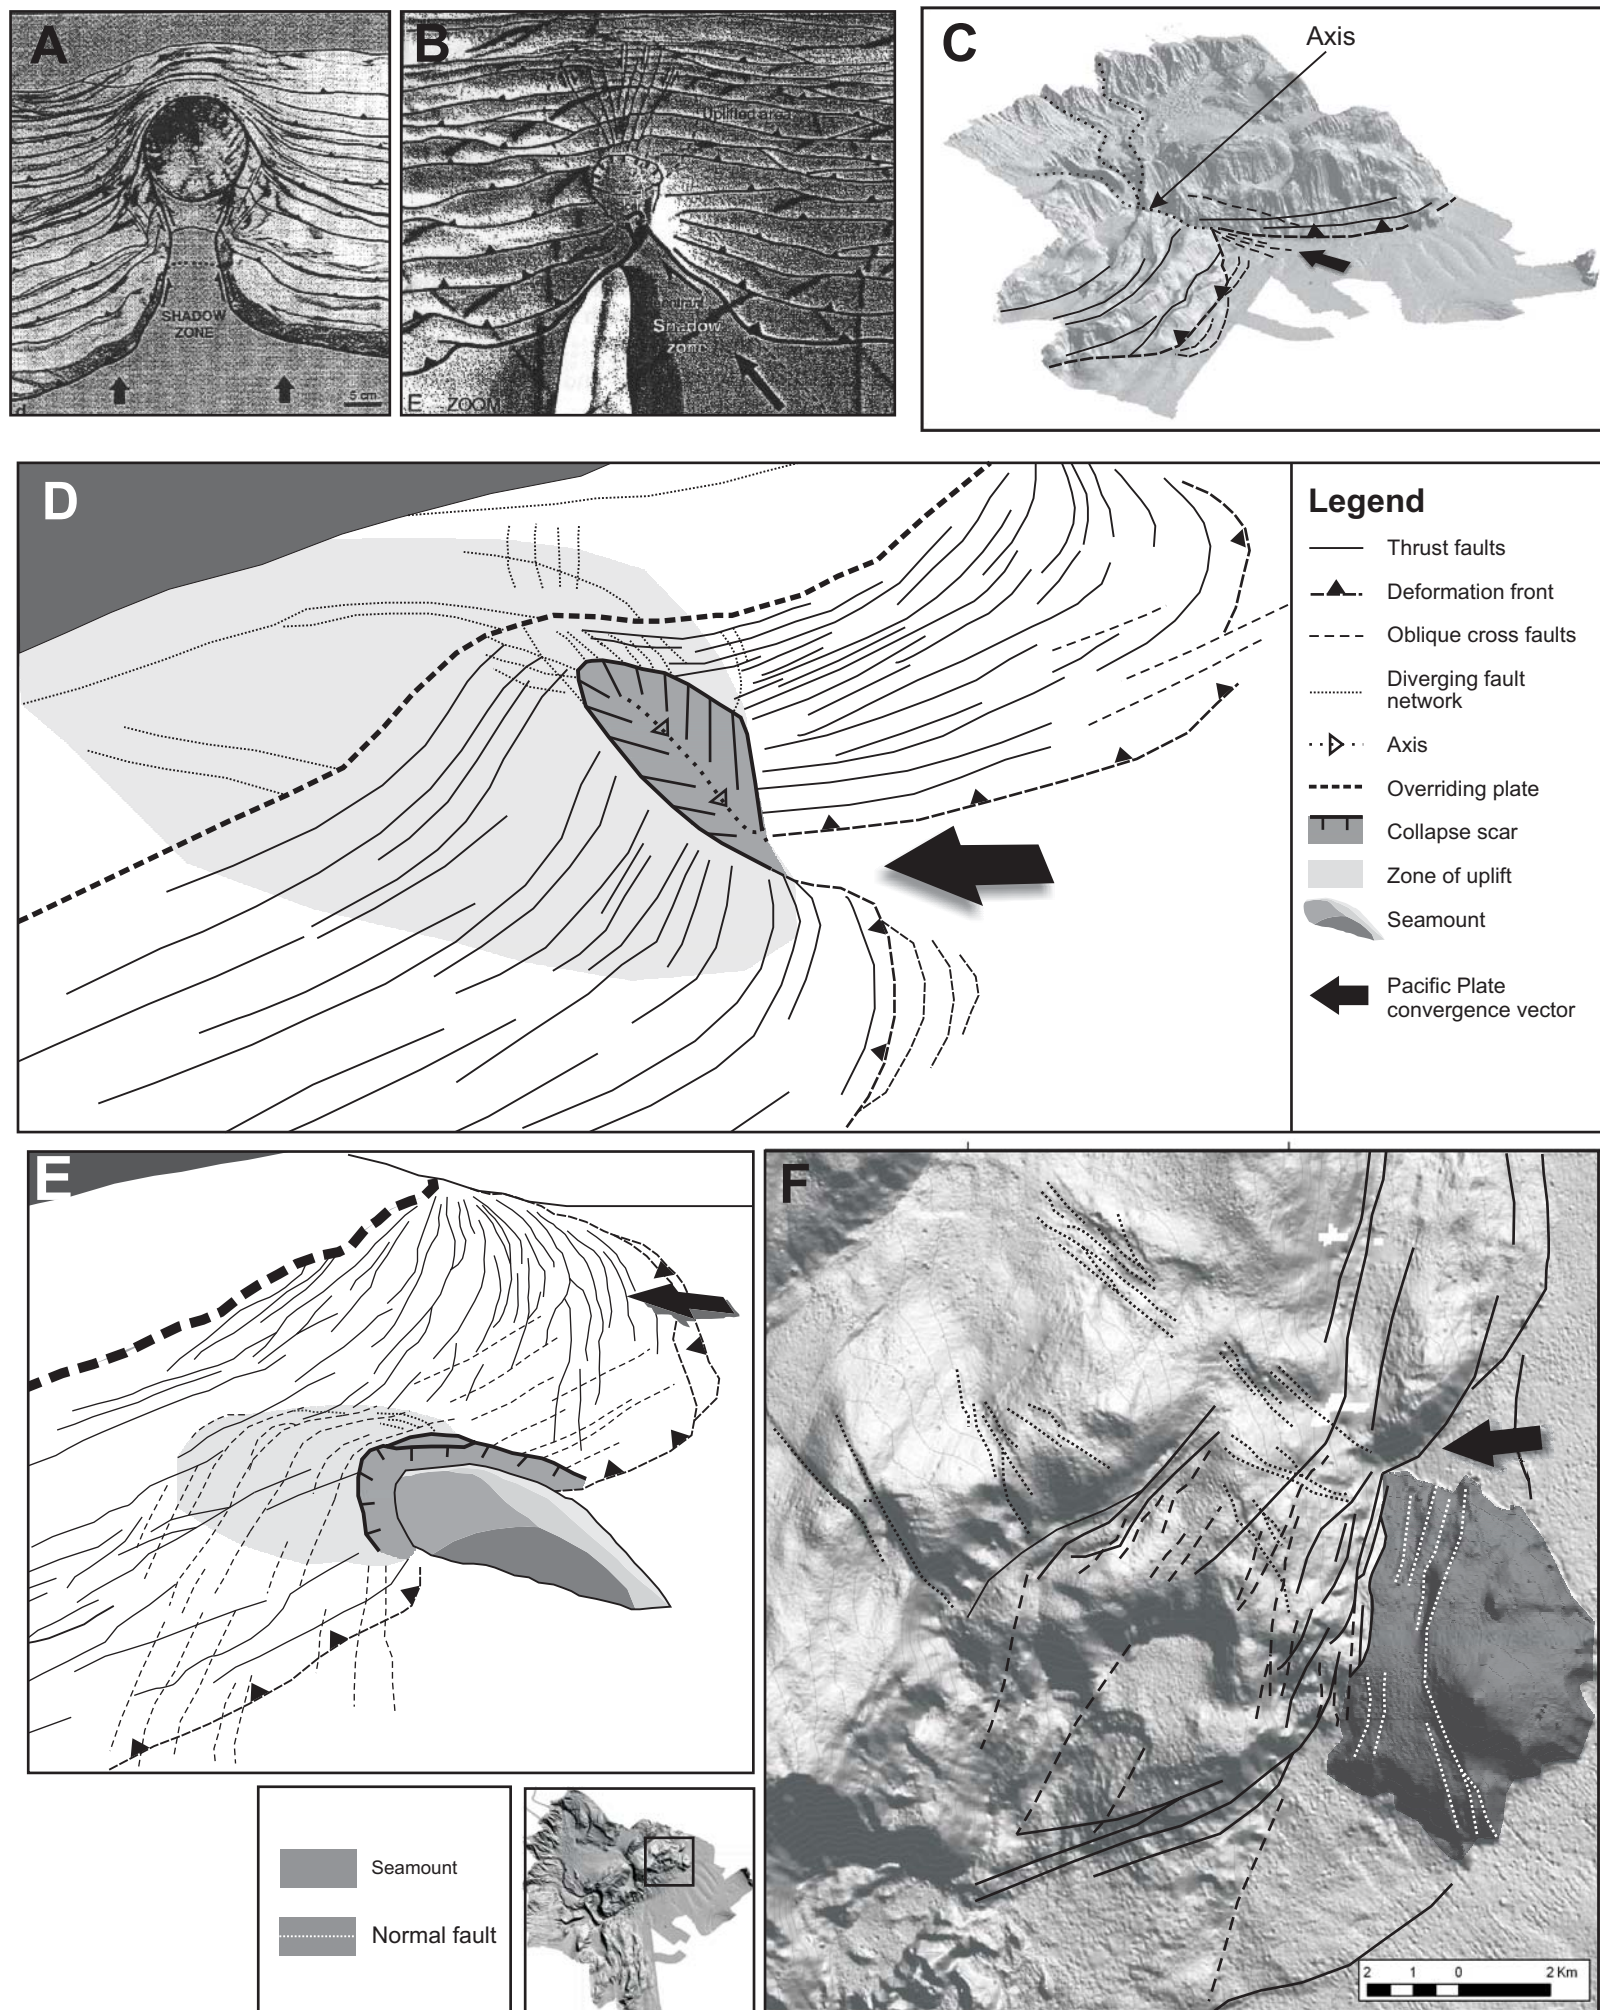 A
SHADOW
ZONE
5 cm
d
B
Uplifted area
Shadow
zone
E ZOOM
C
Axis
D
Legend
Thrust faults
Deformation front
Oblique cross faults
Diverging fault
network
Axis
Overriding plate
Collapse scar
Zone of uplift
Seamount
Pacific Plate
convergence vector
E
F
2 1 0 2 Km
Seamount
Normal fault